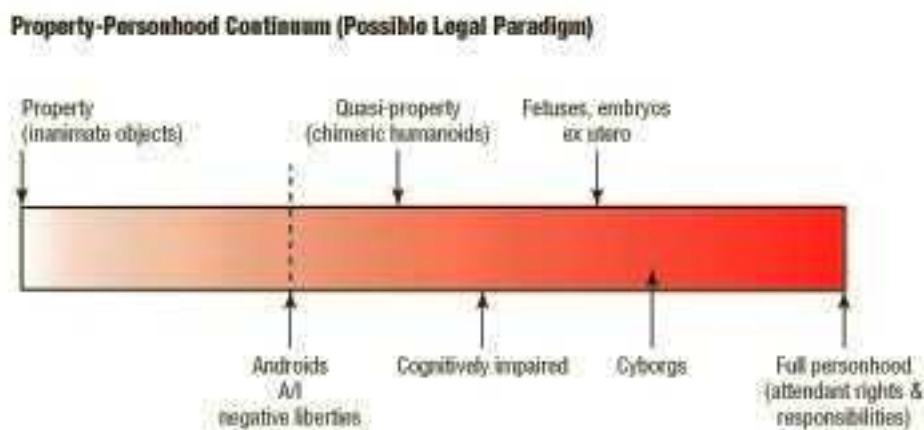 Property-Personhood Continuum (Possible Legal Paradigm)
Property
(inanimate objects)
Quasi-property
(chimeric humanoids)
Fetuses, embryos
ex utero
Androids
A/I
negative liberties
Cognitively impaired
Cyborgs
Full personhood
(attendant rights &
responsibilities)